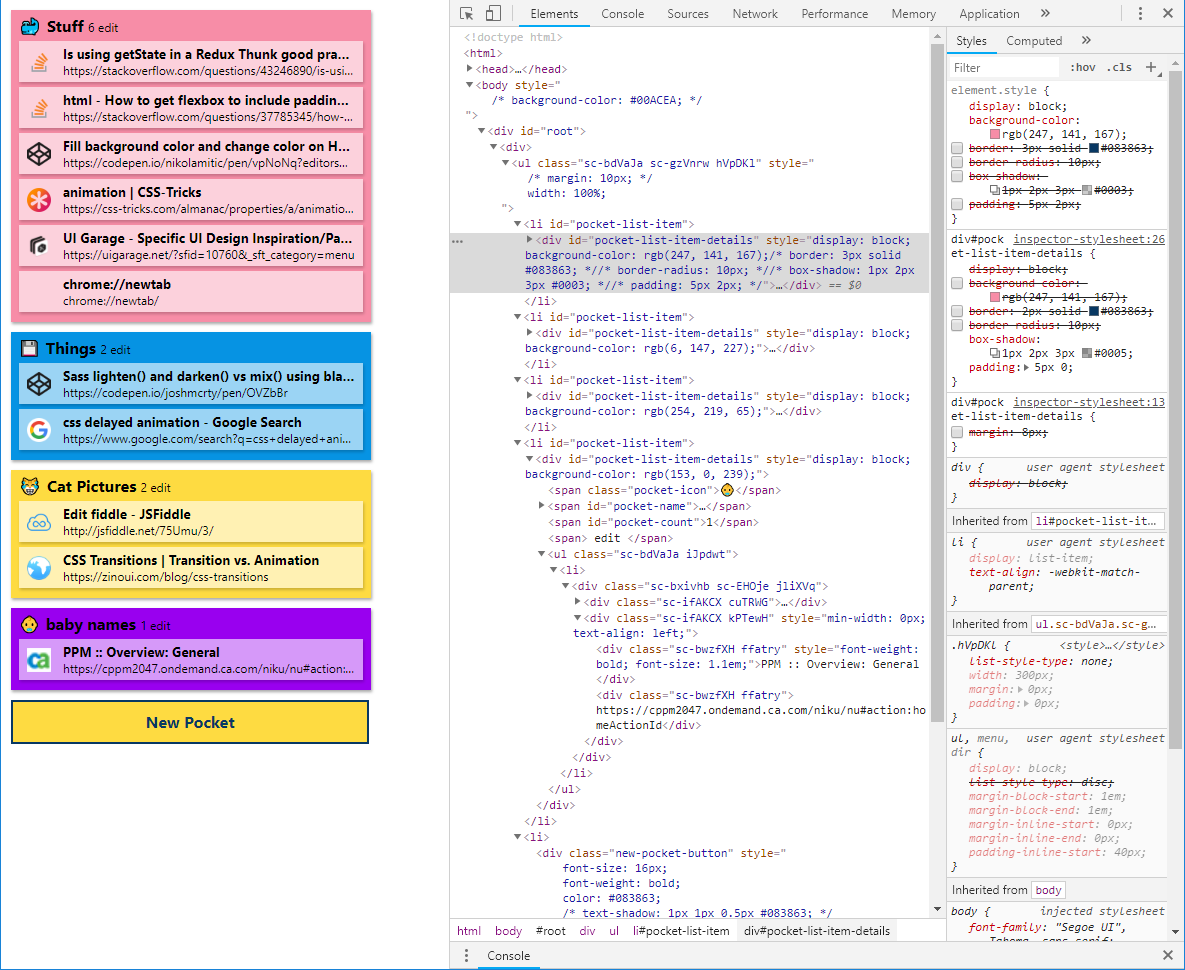 Stuff 6 edit
Is using getState in a Redux Thunk good pra...
https://stackoverflow.com/questions/43246890/is-usi...
html - How to get flexbox to include paddin...
https://stackoverflow.com/questions/37785345/how-...
Fill background color and change color on H...
https://codepen.io/nikolamitic/pen/vpNoNq?editors...
animation | CSS-Tricks
https://css-tricks.com/almanac/properties/a/animatio...
UI Garage - Specific UI Design Inspiration/Pa...
https://uigarage.net/?sfid=10760&_sft_category=menu
chrome://newtab
chrome://newtab/
Things 2 edit
Sass lighten() and darken() vs mix() using bla...
https://codepen.io/joshmcrty/pen/OVZbBr
css delayed animation - Google Search
https://www.google.com/search?q=css+delayed+ani...
Cat Pictures 2 edit
Edit fiddle - JSFiddle
http://jsfiddle.net/75Umu/3/
CSS Transitions | Transition vs. Animation
https://zinoui.com/blog/css-transitions
baby names 1 edit
PPM :: Overview: General
https://cppm2047.ondemand.ca.com/niku/nu#action:...
New Pocket
Elements Console Sources Network Performance Memory Application »
<!doctype html>
<html>
<head>…</head>
<body style="
/* background-color: #00ACEA; */
">
<div id="root">
<div>
<ul class="sc-bdVaJa sc-gzVnrw hVpDKl" style="
/* margin: 10px; */
width: 100%;
">
<li id="pocket-list-item">
<div id="pocket-list-item-details" style="display: block;
background-color: rgb(247, 141, 167);/* border: 3px solid
#083863; *//* border-radius: 10px; *//* box-shadow: 1px 2px
3px #0003; *//* padding: 5px 2px; */">…</div> == $0
</li>
<li id="pocket-list-item">
<div id="pocket-list-item-details" style="display: block;
background-color: rgb(6, 147, 227);">…</div>
</li>
<li id="pocket-list-item">
<div id="pocket-list-item-details" style="display: block;
background-color: rgb(254, 219, 65);">…</div>
</li>
<li id="pocket-list-item">
<div id="pocket-list-item-details" style="display: block;
background-color: rgb(153, 0, 239);">
<span class="pocket-icon">👶</span>
<span id="pocket-name">…</span>
<span id="pocket-count">1</span>
<span> edit </span>
<ul class="sc-bdVaJa iJpdwt">
<li>
<div class="sc-bxivhb sc-EHOje jliXVq">
<div class="sc-ifAKCX cuTRWG">…</div>
<div class="sc-ifAKCX kPTewH" style="min-width: 0px;
text-align: left;">
<div class="sc-bwzfXH ffatry" style="font-weight:
bold; font-size: 1.1em;">PPM :: Overview: General
</div>
<div class="sc-bwzfXH ffatry">
https://cppm2047.ondemand.ca.com/niku/nu#action:ho
meActionId</div>
</div>
</div>
</li>
</ul>
</div>
</li>
<li>
<div class="new-pocket-button" style="
font-size: 16px;
font-weight: bold;
color: #083863;
/* text-shadow: 1px 1px 0.5px #083863; */
html body #root div ul li#pocket-list-item div#pocket-list-item-details
Console
Styles Computed »
Filter :hov .cls +
element.style {
display: block;
background-color:
rgb(247, 141, 167);
border: 3px solid #083863;
border-radius: 10px;
box-shadow:
1px 2px 3px #0003;
padding: 5px 2px;
}
div#pock inspector-stylesheet:26
et-list-item-details {
display: block;
background-color:
rgb(247, 141, 167);
border: 2px solid #083863;
border-radius: 10px;
box-shadow:
1px 2px 3px #0005;
padding: 5px 0;
}
div#pock inspector-stylesheet:13
et-list-item-details {
margin: 8px;
}
div { user agent stylesheet
display: block;
}
Inherited from li#pocket-list-it...
li { user agent stylesheet
display: list-item;
text-align: -webkit-match-
parent;
}
Inherited from ul.sc-bdVaJa.sc-g...
.hVpDKl { <style>…</style>
list-style-type: none;
width: 300px;
margin: 0px;
padding: 0px;
}
ul, menu, user agent stylesheet
dir {
display: block;
list-style-type: disc;
margin-block-start: 1em;
margin-block-end: 1em;
margin-inline-start: 0px;
margin-inline-end: 0px;
padding-inline-start: 40px;
}
Inherited from body
body { injected stylesheet
font-family: "Segoe UI",
Tahoma, sans-serif;